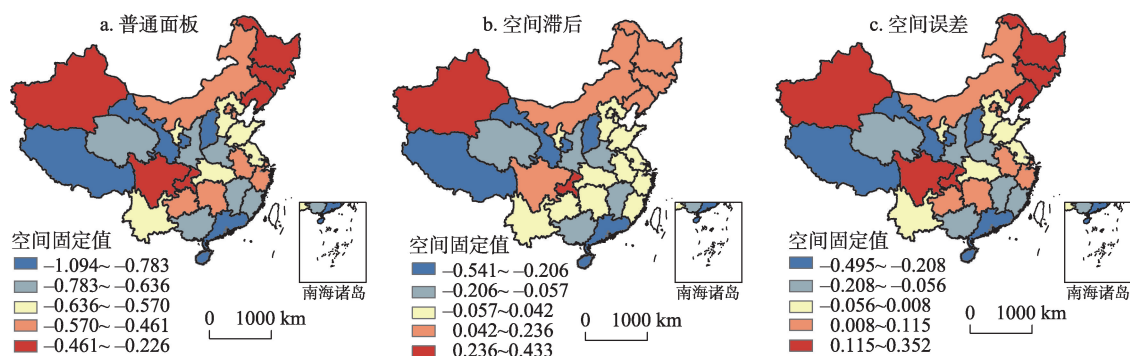 a. 普通面板
空间固定值
–1.094~ –0.783
–0.783~ –0.636
–0.636~ –0.570
–0.570~ –0.461
–0.461~ –0.226
0 1000 km
南海诸岛
b. 空间滞后
空间固定值
–0.541~ –0.206
–0.206~ –0.057
–0.057~0.042
0.042~0.236
0.236~0.433
0 1000 km
南海诸岛
c. 空间误差
空间固定值
–0.495~ –0.208
–0.208~ –0.056
–0.056~0.008
0.008~0.115
0.115~0.352
0 1000 km
南海诸岛